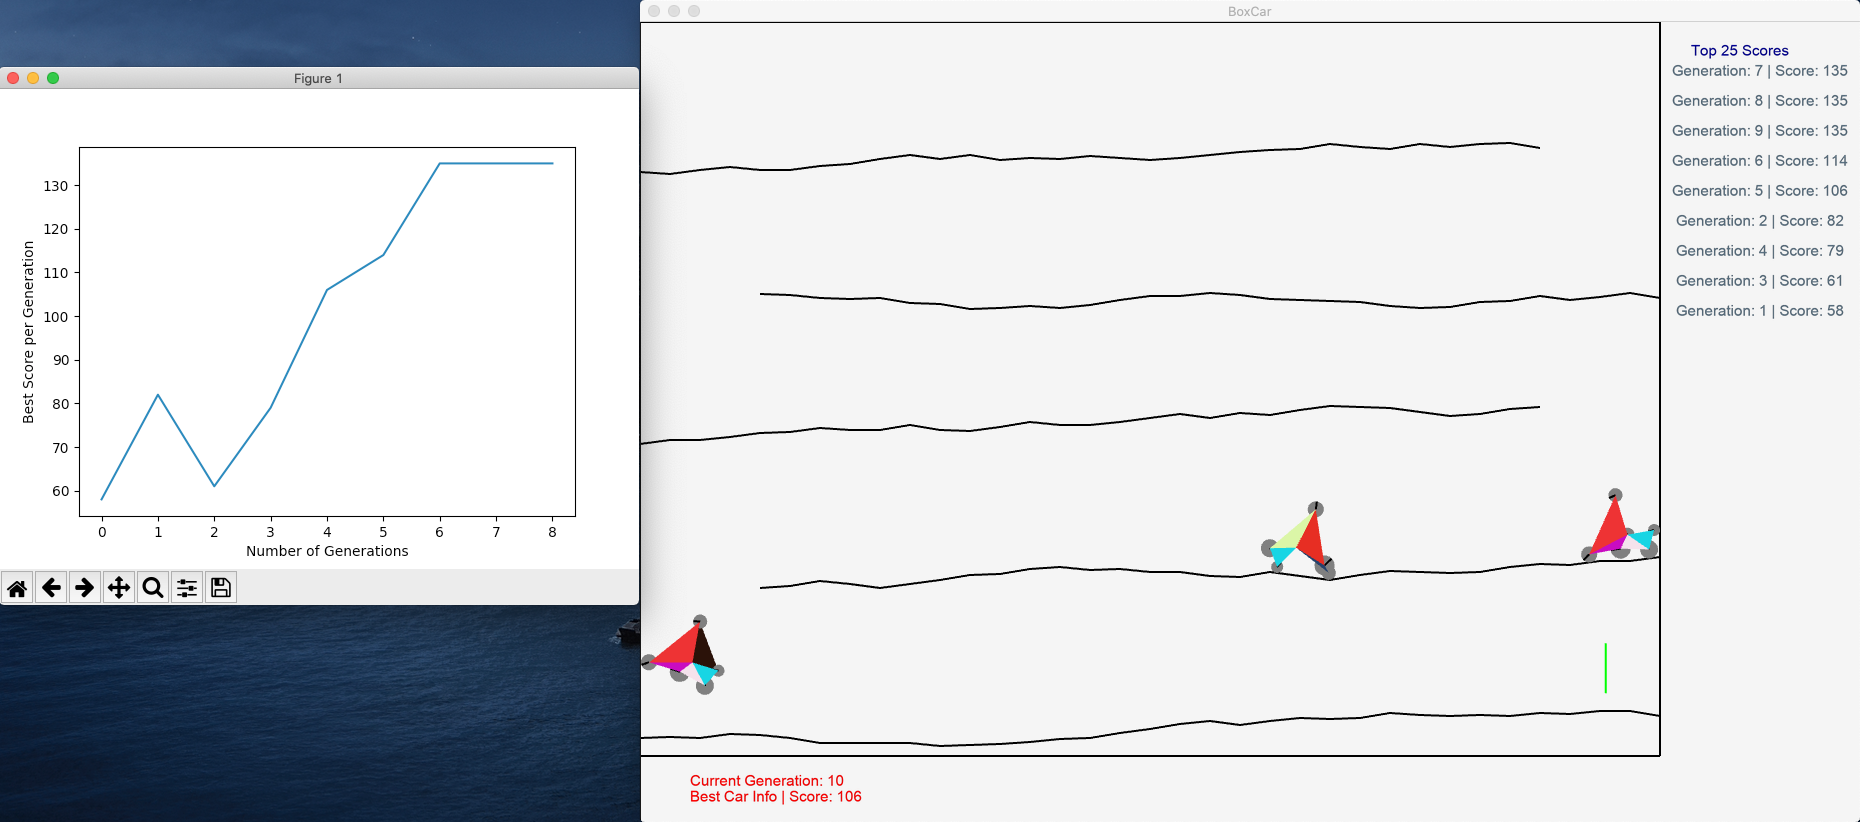 Figure 1
130
120
110
100
90
80
70
60
Best Score per Generation
0 1 2 3 4 5 6 7 8
Number of Generations
BoxCar
Top 25 Scores
Generation: 7 | Score: 135
Generation: 8 | Score: 135
Generation: 9 | Score: 135
Generation: 6 | Score: 114
Generation: 5 | Score: 106
Generation: 2 | Score: 82
Generation: 4 | Score: 79
Generation: 3 | Score: 61
Generation: 1 | Score: 58
Current Generation: 10
Best Car Info | Score: 106